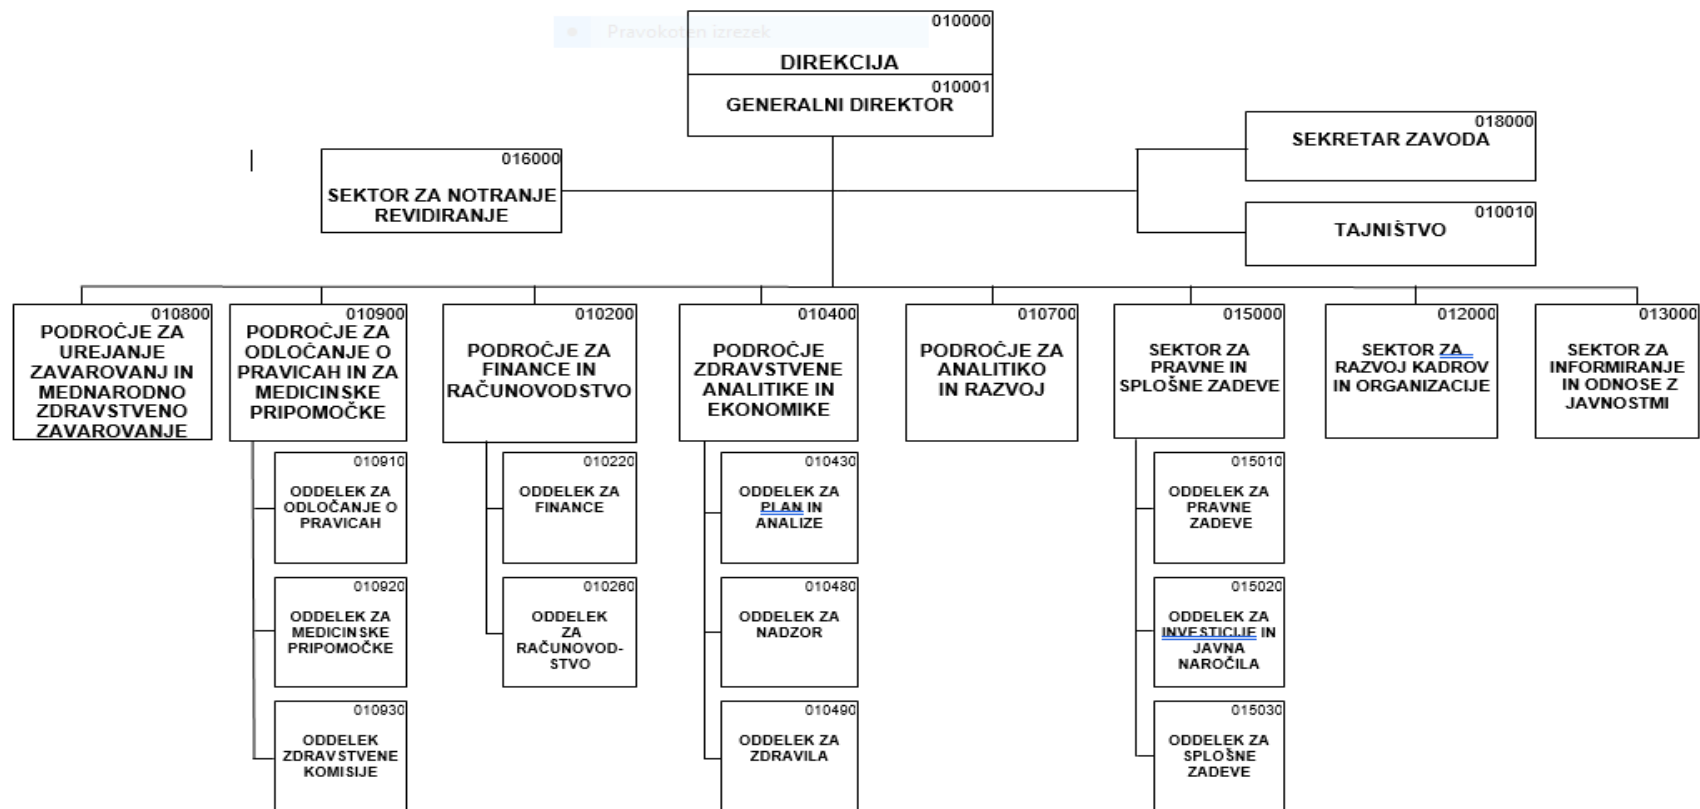 Pravokoten izrezek
010000
DIREKCIJA
010001
GENERALNI DIREKTOR
018000
SEKRETAR ZAVODA
016000
SEKTOR ZA NOTRANJE
REVIDIRANJE
010010
TAJNIŠTVO
010800
PODROČJE ZA
UREJANJE
ZAVAROVANJ IN
MEDNARODNO
ZDRAVSTVENO
ZAVAROVANJE
010900
PODROČJE ZA
ODLOČANJE O
PRAVICAH IN ZA
MEDICINSKE
PRIPOMOČKE
010200
PODROČJE ZA
FINANCE IN
RAČUNOVODSTVO
010400
PODROČJE
ZDRAVSTVENE
ANALITIKE IN
EKONOMIKE
010700
PODROČJE ZA
ANALITIKO
IN RAZVOJ
015000
SEKTOR ZA
PRAVNE IN
SPLOŠNE ZADEVE
012000
SEKTOR ZA
RAZVOJ KADROV
IN ORGANIZACIJE
013000
SEKTOR ZA
INFORMIRANJE
IN ODNOSE Z
JAVNOSTMI
010910
ODDELEK ZA
ODLOČANJE O
PRAVICAH
010920
ODDELEK ZA
MEDICINSKE
PRIPOMOČKE
010930
ODDELEK
ZDRAVSTVENE
KOMISIJE
010220
ODDELEK ZA
FINANCE
010260
ODDELEK
ZA
RAČUNOVOD-
STVO
010430
ODDELEK ZA
PLAN IN
ANALIZE
010480
ODDELEK ZA
NADZOR
010490
ODDELEK ZA
ZDRAVILA
015010
ODDELEK ZA
PRAVNE
ZADEVE
015020
ODDELEK ZA
INVESTICIJE IN
JAVNA
NAROČILA
015030
ODDELEK ZA
SPLOŠNE
ZADEVE